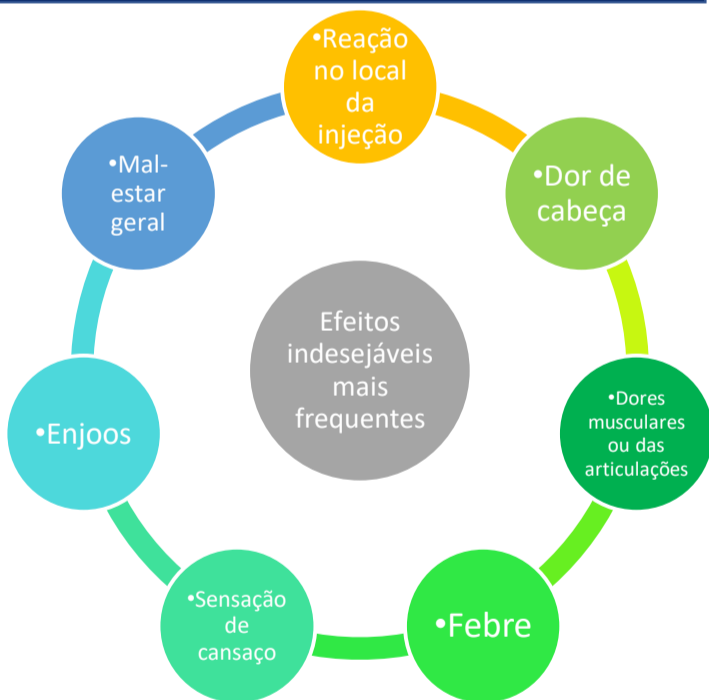 •Reação
no local
da
injeção
•Dor de
cabeça
•Dores
musculares
ou das
articulações
•Febre
•Sensação
de
cansaço
•Enjoos
•Mal-
estar
geral
Efeitos
indesejáveis
mais
frequentes